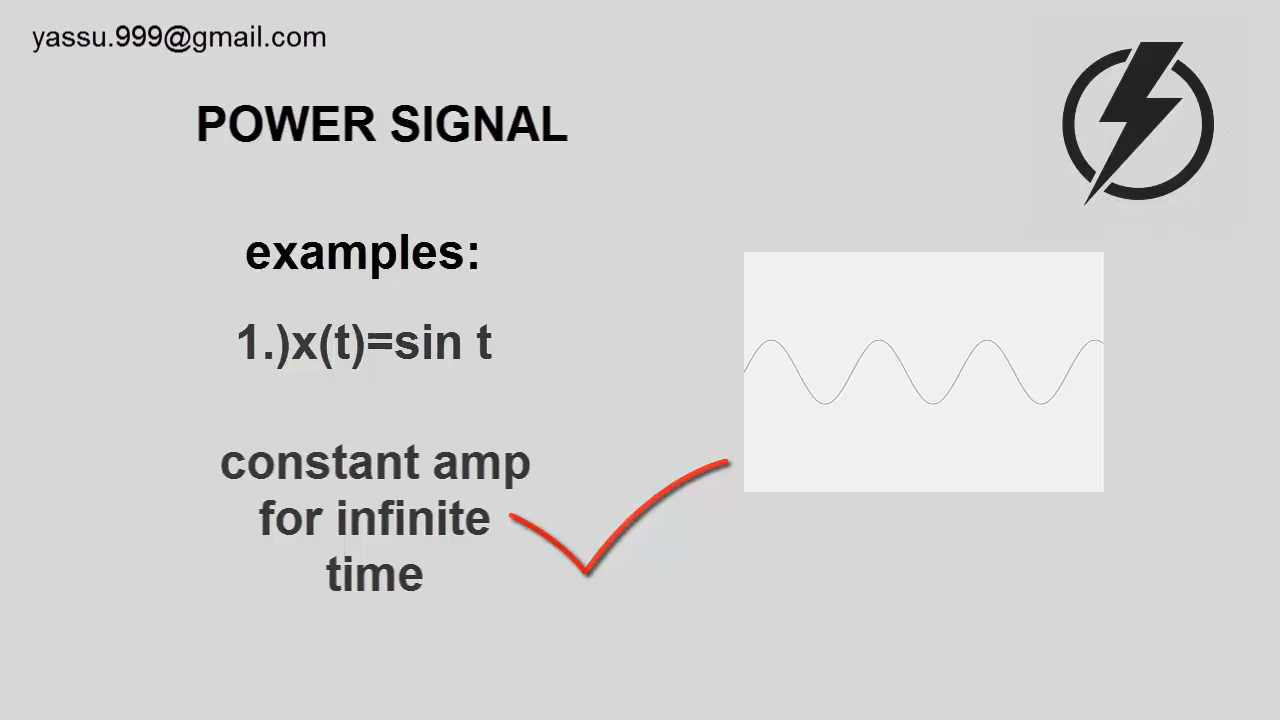 yassu.999@gmail.com
POWER SIGNAL
examples:
1.)x(t)=sin t
constant amp
for infinite
time